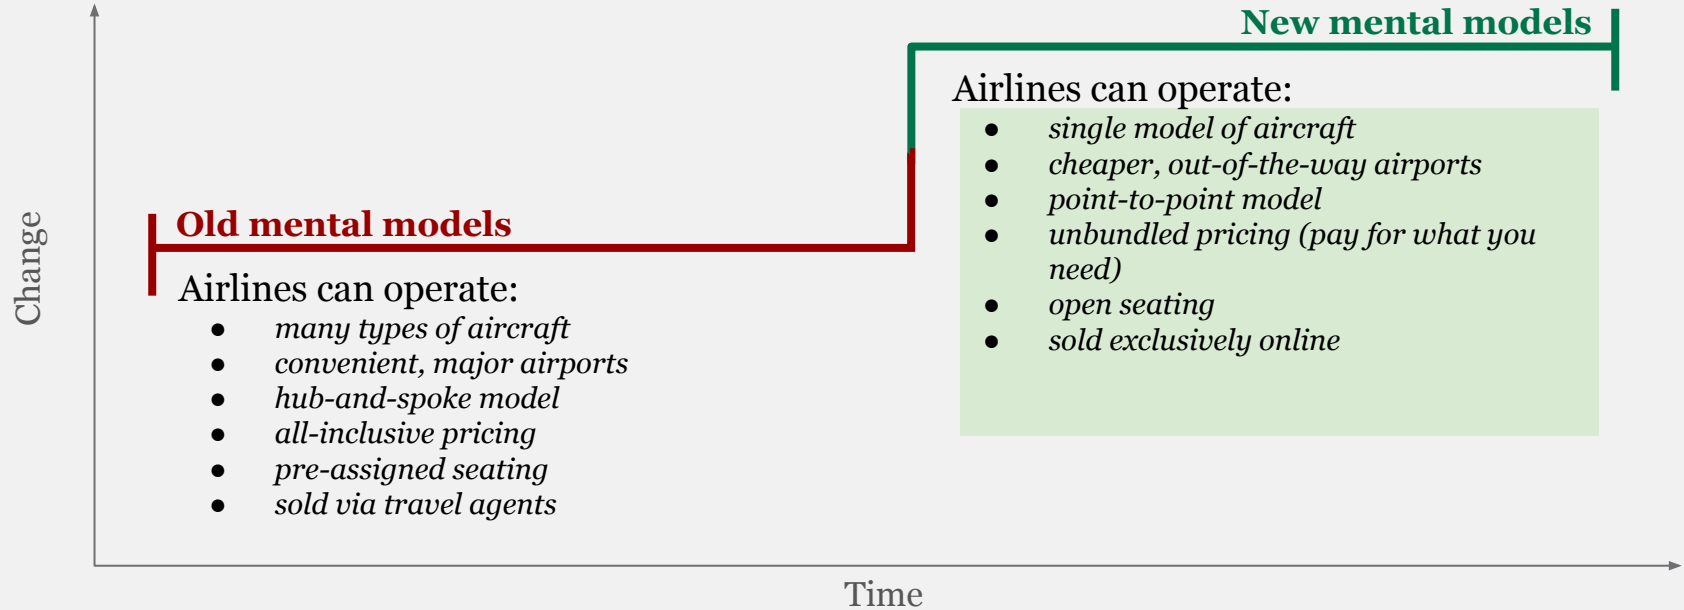 New mental models
Airlines can operate:
● single model of aircraft
● cheaper, out-of-the-way airports
● point-to-point model
● unbundled pricing (pay for what you
need)
● open seating
● sold exclusively online
Old mental models
Airlines can operate:
● many types of aircraft
● convenient, major airports
● hub-and-spoke model
● all-inclusive pricing
● pre-assigned seating
● sold via travel agents
Change
Time